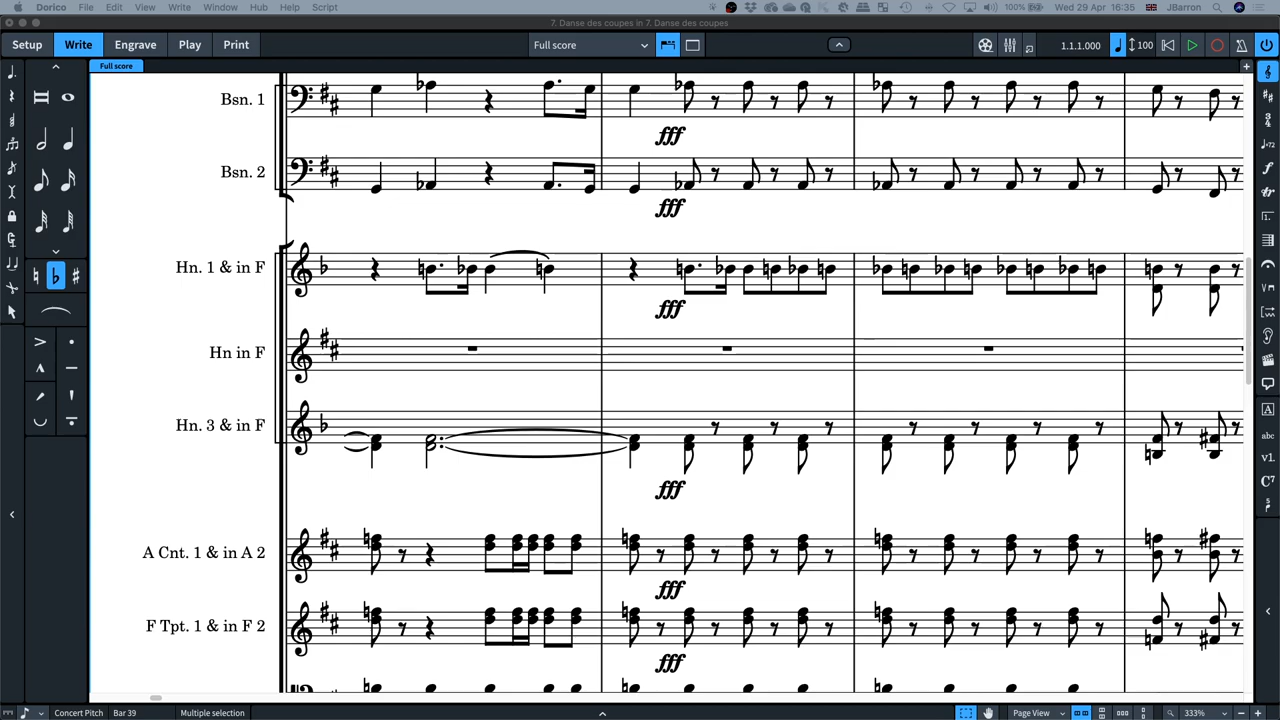 Dorico File Edit View Write Window Hub Help Script 100% Wed 29 Apr 16:35 JBarron
7. Danse des coupes in 7. Danse des coupes
Setup Write Engrave Play Print Full score 1.1.1.000 100
Full score
Bsn. 1
fff
Bsn. 2
fff
Hn. 1 & in F
fff
Hn in F
Hn. 3 & in F
fff
A Cnt. 1 & in A 2
fff
F Tpt. 1 & in F 2
fff
A
abc
v1.
C7
Concert Pitch Bar 39 Multiple selection Page View 333%